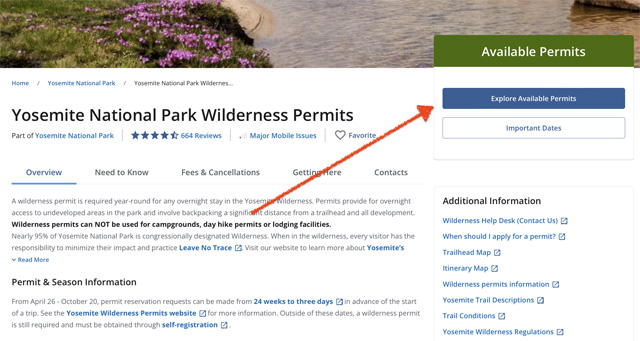 Available Permits
Home / Yosemite National Park / Yosemite National Park Wildernes...
Explore Available Permits
Yosemite National Park Wilderness Permits
Important Dates
Part of Yosemite National Park
664 Reviews
Major Mobile Issues
Favorite
Overview
Need to Know
Fees & Cancellations
Getting Here
Contacts
A wilderness permit is required year-round for any overnight stay in the Yosemite Wilderness. Permits provide for overnight
access to undeveloped areas in the park and involve backpacking a significant distance from a trailhead and all development.
Wilderness permits can NOT be used for campgrounds, day hike permits or lodging facilities.
Nearly 95% of Yosemite National Park is congressionally designated Wilderness. When in the wilderness, every visitor has the
responsibility to minimize their impact and practice Leave No Trace . Visit our website to learn more about Yosemite's
Read More
Permit & Season Information
From April 26 - October 20, permit reservation requests can be made from 24 weeks to three days in advance of the start
of a trip. See the Yosemite Wilderness Permits website for more information. Outside of these dates, a wilderness permit
is still required and must be obtained through self-registration .
Additional Information
Wilderness Help Desk (Contact Us)
When should I apply for a permit?
Trailhead Map
Itinerary Map
Wilderness permits information
Yosemite Trail Descriptions
Trail Conditions
Yosemite Wilderness Regulations